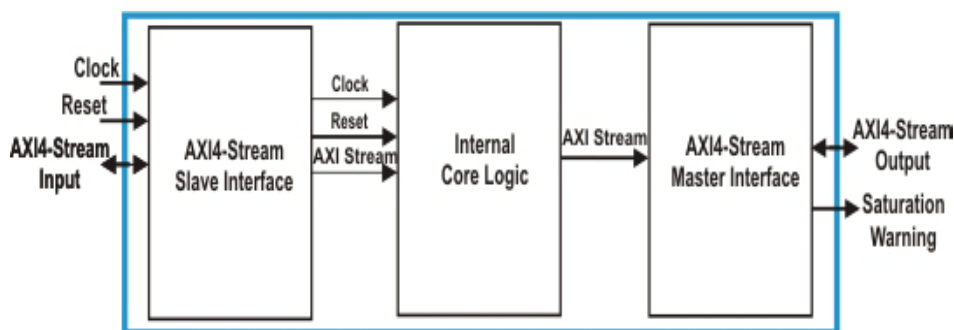 Clock
Reset
AXI4-Stream
Input
AXI4-Stream
Slave Interface
Clock
Reset
AXI Stream
Internal
Core Logic
AXI Stream
AXI4-Stream
Master Interface
AXI4-Stream
Output
Saturation
Warning